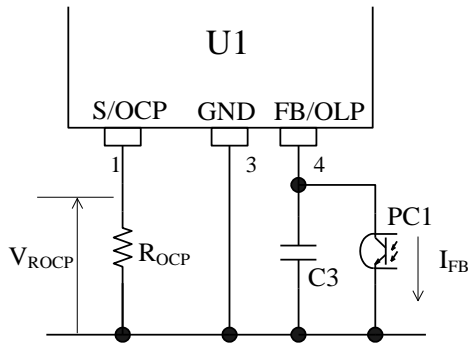 U1
S/OCP GND FB/OLP
1 3 4
PC1
VROCP ROCP C3 IFB